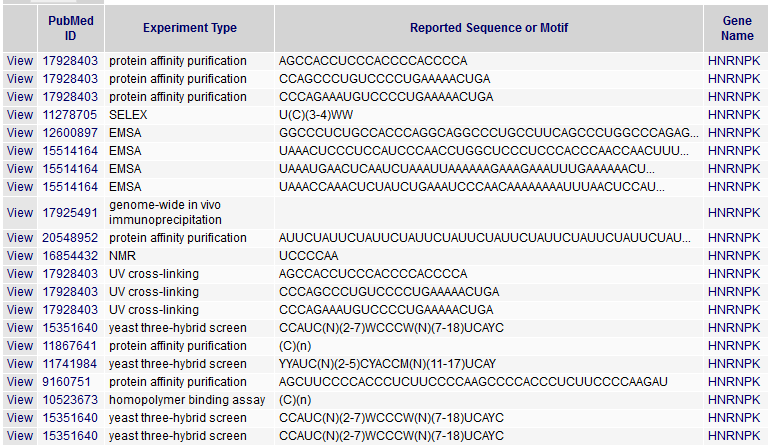 PubMed ID Experiment Type Reported Sequence or Motif Gene Name
View 17928403 protein affinity purification AGCCACCUCCCACCCCACCCCA HNRNPK
View 17928403 protein affinity purification CCAGCCCUGUCCCCUGAAAAACUGA HNRNPK
View 17928403 protein affinity purification CCCAGAAAUGUCCCCUGAAAAACUGA HNRNPK
View 11278705 SELEX U(C)(3-4)WW HNRNPK
View 12600897 EMSA GGCCCUCUGCCACCCAGGCAGGCCCUGCCUUCAGCCCUGGCCCAGAG... HNRNPK
View 15514164 EMSA UAAACUCCCUCCAUCCCAACCUGGCUCCCUCCCACCCAACCAACUUU... HNRNPK
View 15514164 EMSA UAAAUGAACUCAAUCUAAAUUAAAAAAGAAAGAAAUUUGAAAAAACU... HNRNPK
View 15514164 EMSA UAAACCAAACUCUAUCUGAAAUCCCAACAAAAAAAAUUUAACUCCAU... HNRNPK
View 17925491 genome-wide in vivo immunoprecipitation HNRNPK
View 20548952 protein affinity purification AUUCUAUUCUAUUCUAUUCUAUUCUAUUCUAUUCUAUUCUAUUCUAU... HNRNPK
View 16854432 NMR UCCCCAA HNRNPK
View 17928403 UV cross-linking AGCCACCUCCCACCCCACCCCA HNRNPK
View 17928403 UV cross-linking CCCAGCCCUGUCCCCUGAAAAACUGA HNRNPK
View 17928403 UV cross-linking CCCAGAAAUGUCCCCUGAAAAACUGA HNRNPK
View 15351640 yeast three-hybrid screen CCAUC(N)(2-7)WCCCW(N)(7-18)UCAYC HNRNPK
View 11867641 protein affinity purification (C)(n) HNRNPK
View 11741984 yeast three-hybrid screen YYAUC(N)(2-5)CYACCM(N)(11-17)UCAY HNRNPK
View 9160751 protein affinity purification AGCUUCCCCACCCUCUUCCCCAAGCCCCACCCUCUUCCCCAAGAU HNRNPK
View 10523673 homopolymer binding assay (C)(n) HNRNPK
View 15351640 yeast three-hybrid screen CCAUC(N)(2-7)WCCCW(N)(7-18)UCAYC HNRNPK
View 15351640 yeast three-hybrid screen CCAUC(N)(2-7)WCCCW(N)(7-18)UCAYC HNRNPK